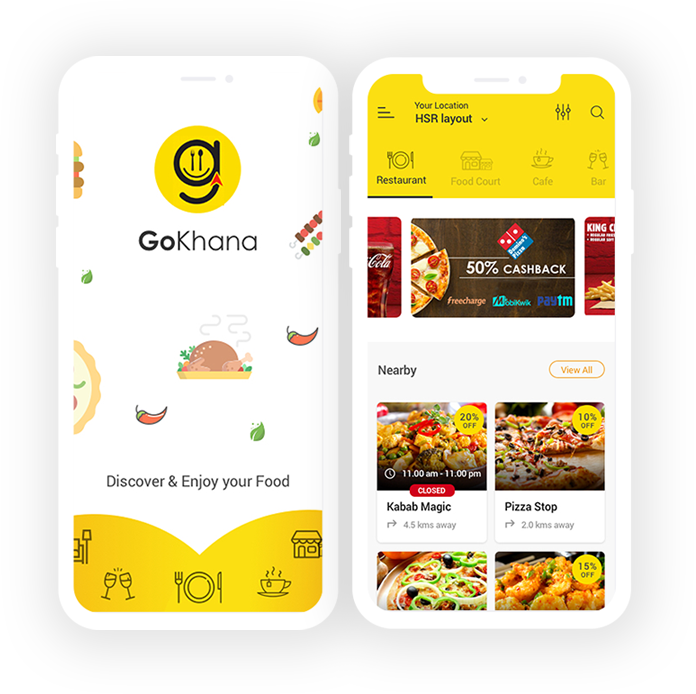 g
GoKhana
Discover & Enjoy your Food
Your Location
HSR layout
Restaurant
Food Court
Cafe
Bar
Coca-Cola
Domino's
Pizza
50% CASHBACK
freecharge MobiKwik paytm
KING
View All
Nearby
20%
OFF
11.00 am - 11.00 pm
CLOSED
Kabab Magic
4.5 kms away
10%
OFF
Pizza Stop
2.0 kms away
15%
OFF